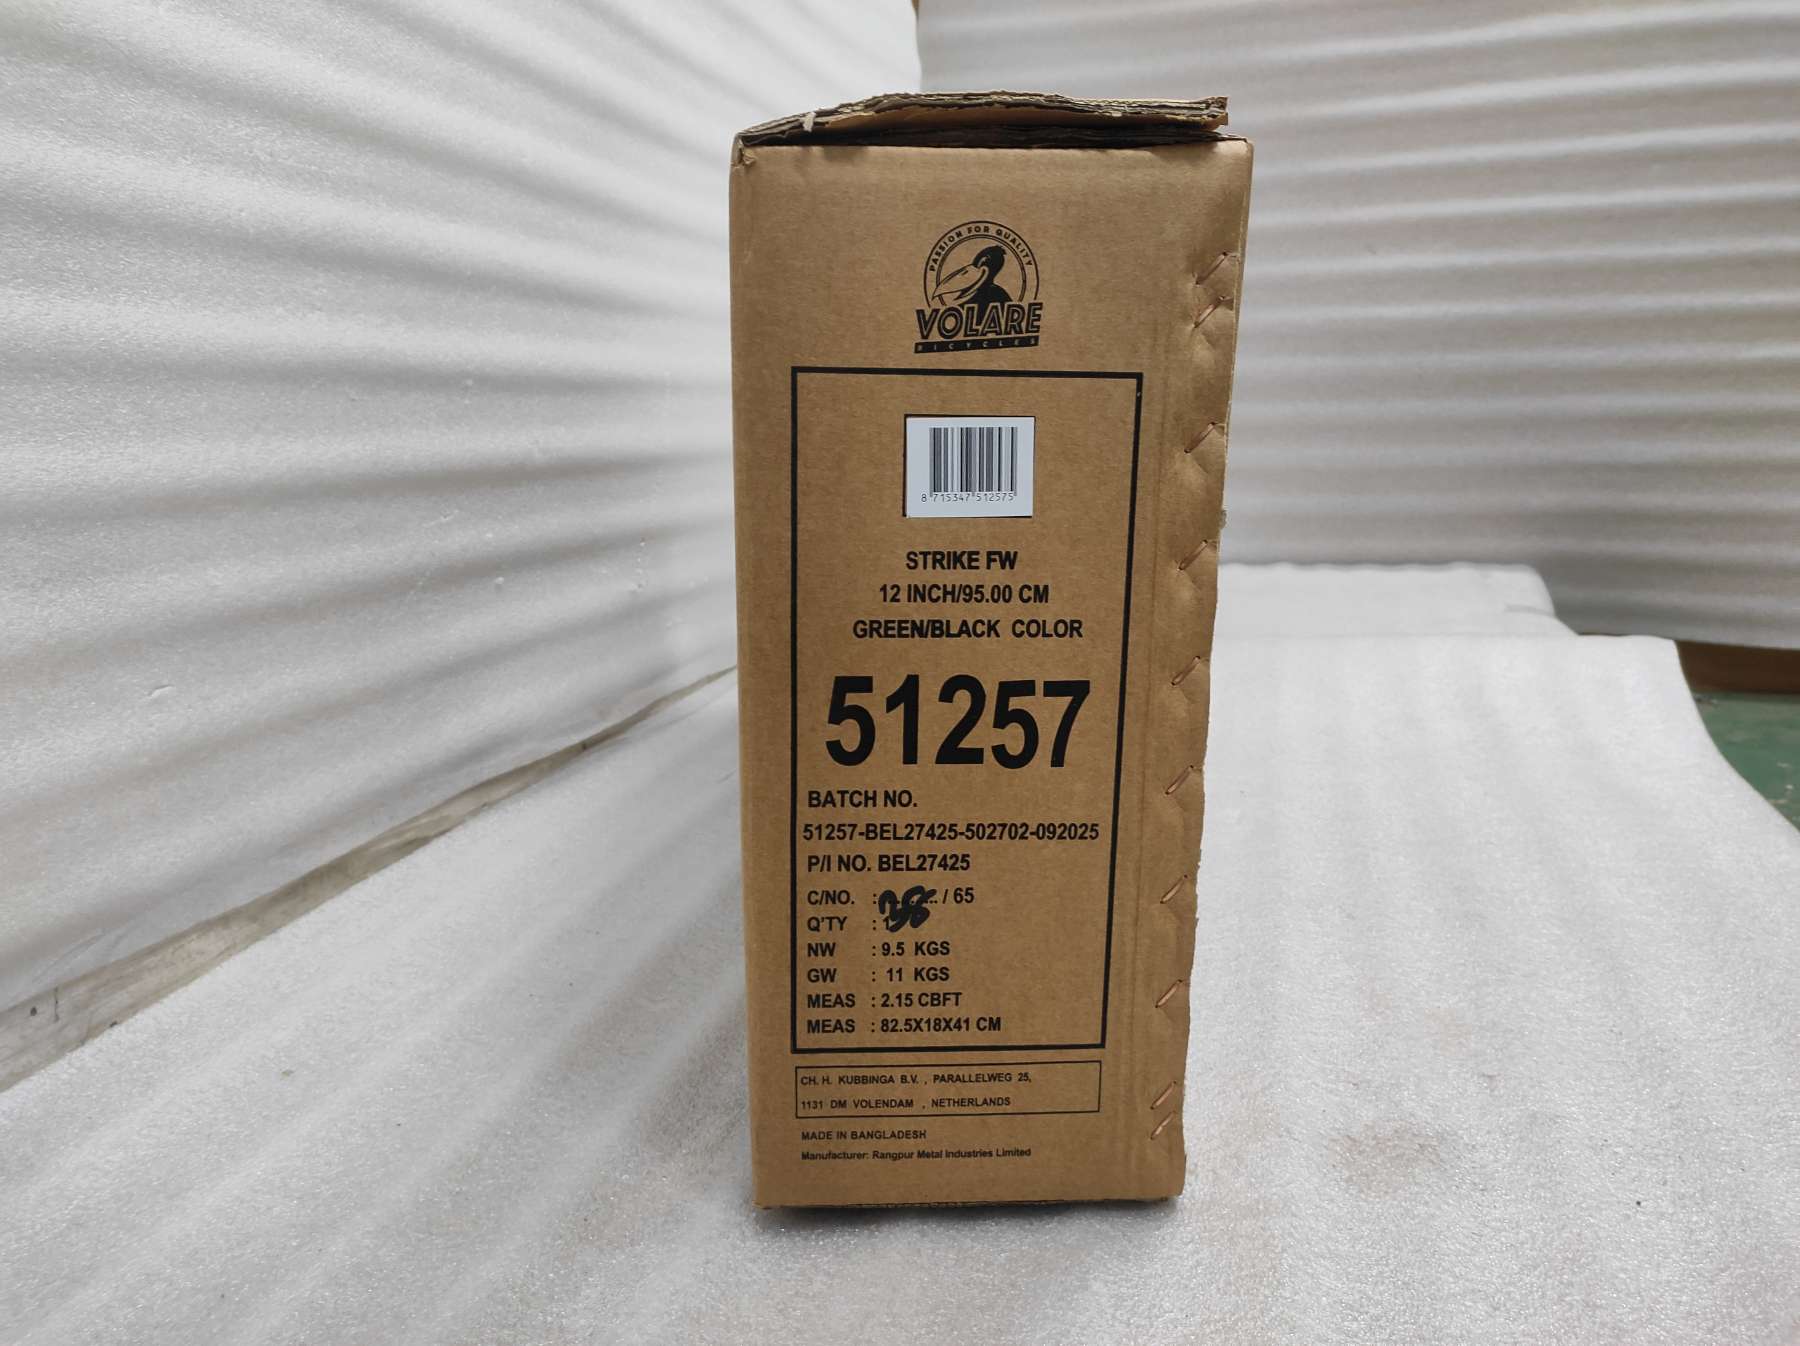 PASSION FOR QUALITY
VOLARE
BICYCLES
8 715347 512575
STRIKE FW
12 INCH/95.00 CM
GREEN/BLACK COLOR
51257
BATCH NO.
51257-BEL27425-502702-092025
P/I NO. BEL27425
C/NO. : / 65
Q'TY : 1
NW : 9.5 KGS
GW : 11 KGS
MEAS : 2.15 CBFT
MEAS : 82.5X18X41 CM
CH. H. KUBBINGA B.V. , PARALLELWEG 25,
1131 DM VOLENDAM , NETHERLANDS
MADE IN BANGLADESH
Manufacturer: Rangpur Metal Industries Limited